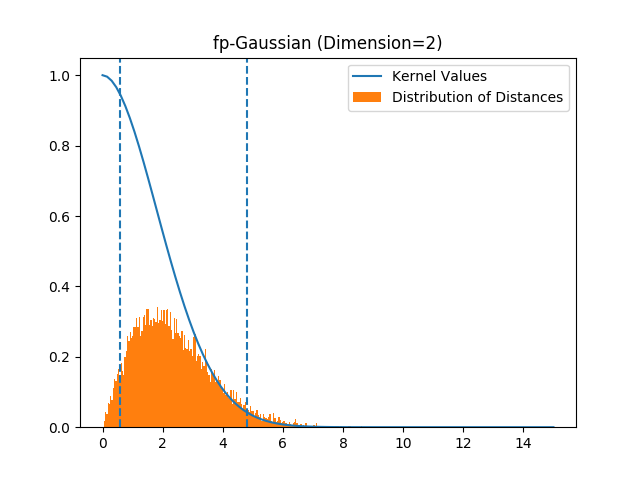 fp-Gaussian (Dimension=2)
1.0
0.8
0.6
0.4
0.2
0.0
Kernel Values
Distribution of Distances
0 2 4 6 8 10 12 14